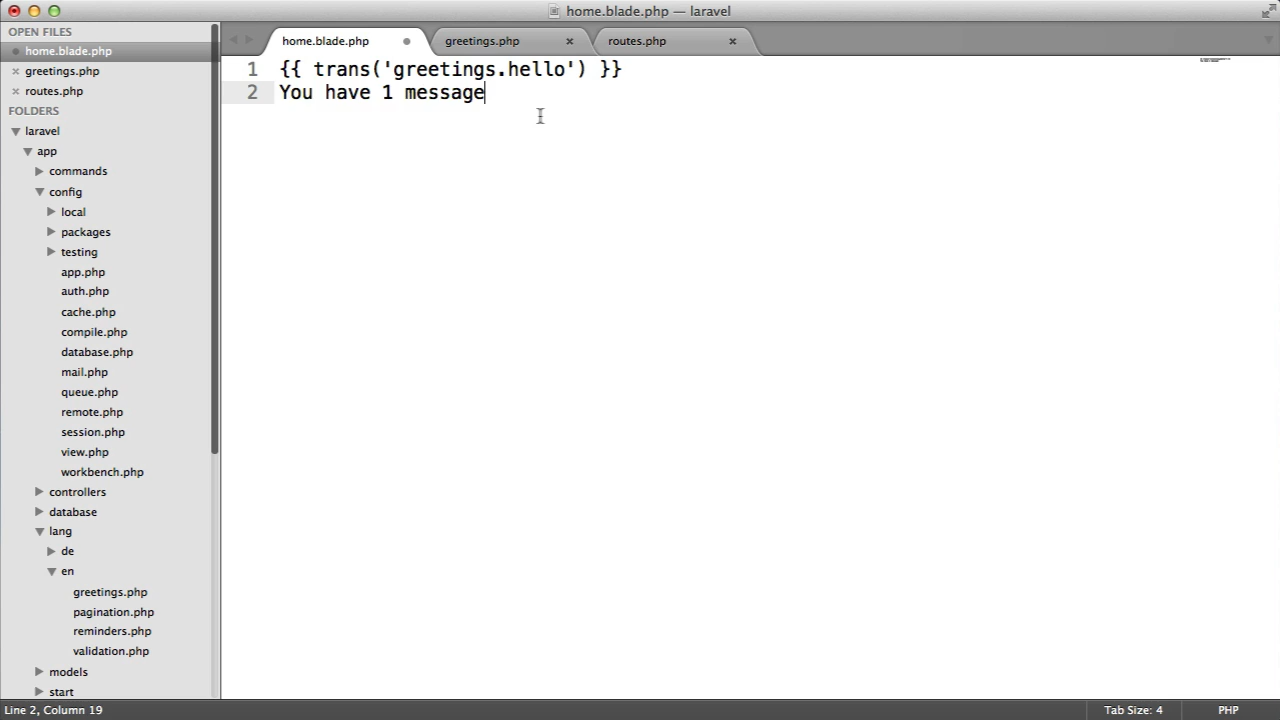 home.blade.php — laravel
OPEN FILES
home.blade.php
greetings.php
routes.php
FOLDERS
laravel
app
commands
config
local
packages
testing
app.php
auth.php
cache.php
compile.php
database.php
mail.php
queue.php
remote.php
session.php
view.php
workbench.php
controllers
database
lang
de
en
greetings.php
pagination.php
reminders.php
validation.php
models
start
home.blade.php
greetings.php
routes.php
1 {{ trans('greetings.hello') }}
2 You have 1 message
Line 2, Column 19
Tab Size: 4
PHP